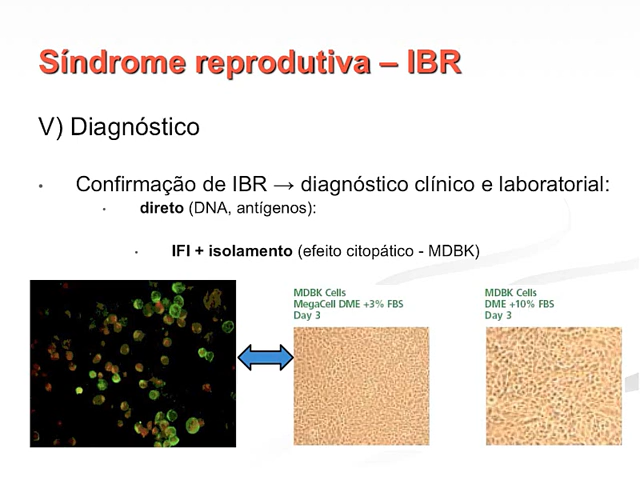 Síndrome reprodutiva – IBR
V) Diagnóstico
• Confirmação de IBR → diagnóstico clínico e laboratorial:
• direto (DNA, antígenos):
• IFI + isolamento (efeito citopático - MDBK)
MDBK Cells
MegaCell DME +3% FBS
Day 3
MDBK Cells
DME +10% FBS
Day 3